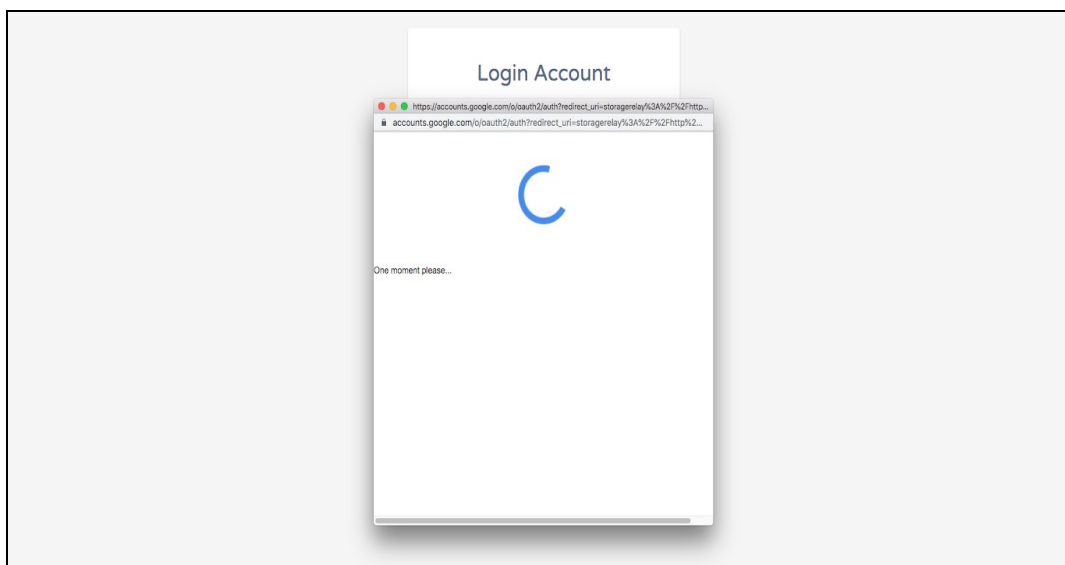 Login Account
https://accounts.google.com/o/oauth2/auth?redirect_uri=storagerelay%3A%2F%2Fhttp...
accounts.google.com/o/oauth2/auth?redirect_uri=storagerelay%3A%2F%2Fhttp%2...
One moment please...